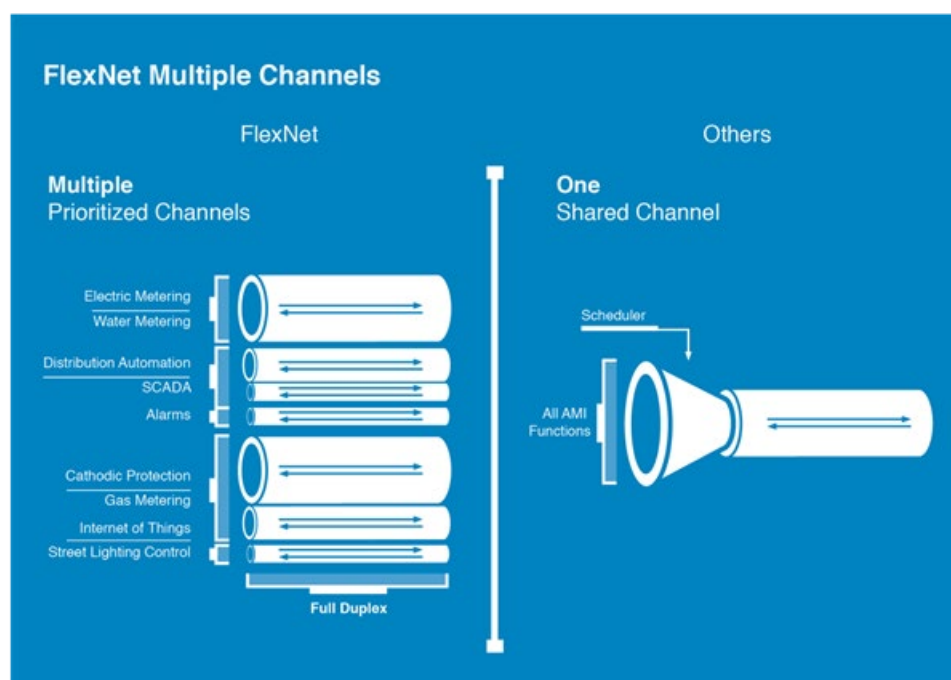 FlexNet Multiple Channels
FlexNet
Others
Multiple
Prioritized Channels
One
Shared Channel
Electric Metering
Water Metering
Distribution Automation
SCADA
Alarms
Cathodic Protection
Gas Metering
Internet of Things
Street Lighting Control
Full Duplex
Scheduler
All AMI
Functions